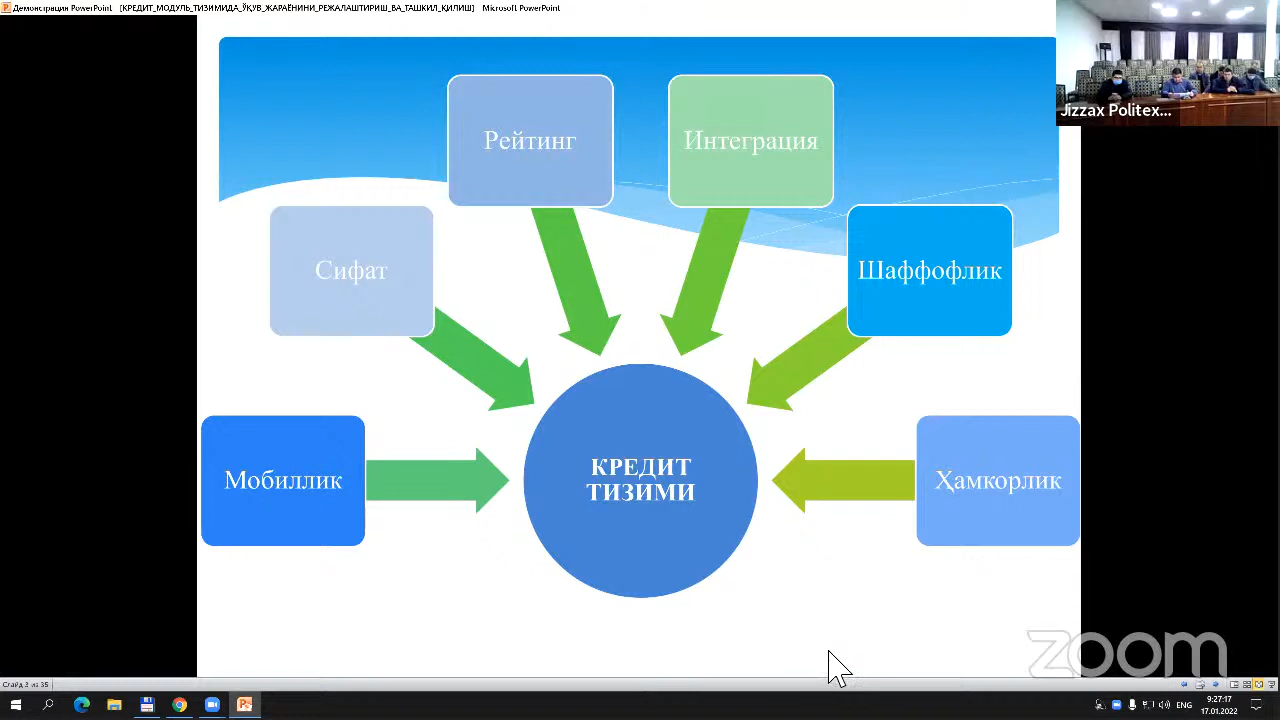 Демонстрация PowerPoint [КРЕДИТ_МОДУЛЬ_ТИЗИМИДА_ЎҚУВ_ЖАРАЁНИНИ_РЕЖАЛАШТИРИШ_ВА_ТАШКИЛ_ҚИЛИШ] Microsoft PowerPoint
Jizzax Politex...
Рейтинг
Интеграция
Сифат
Шаффофлик
Мобиллик
КРЕДИТ
ТИЗИМИ
Ҳамкорлик
zoom
Слайд 3 из 35
ENG
9:27:17
17.01.2022